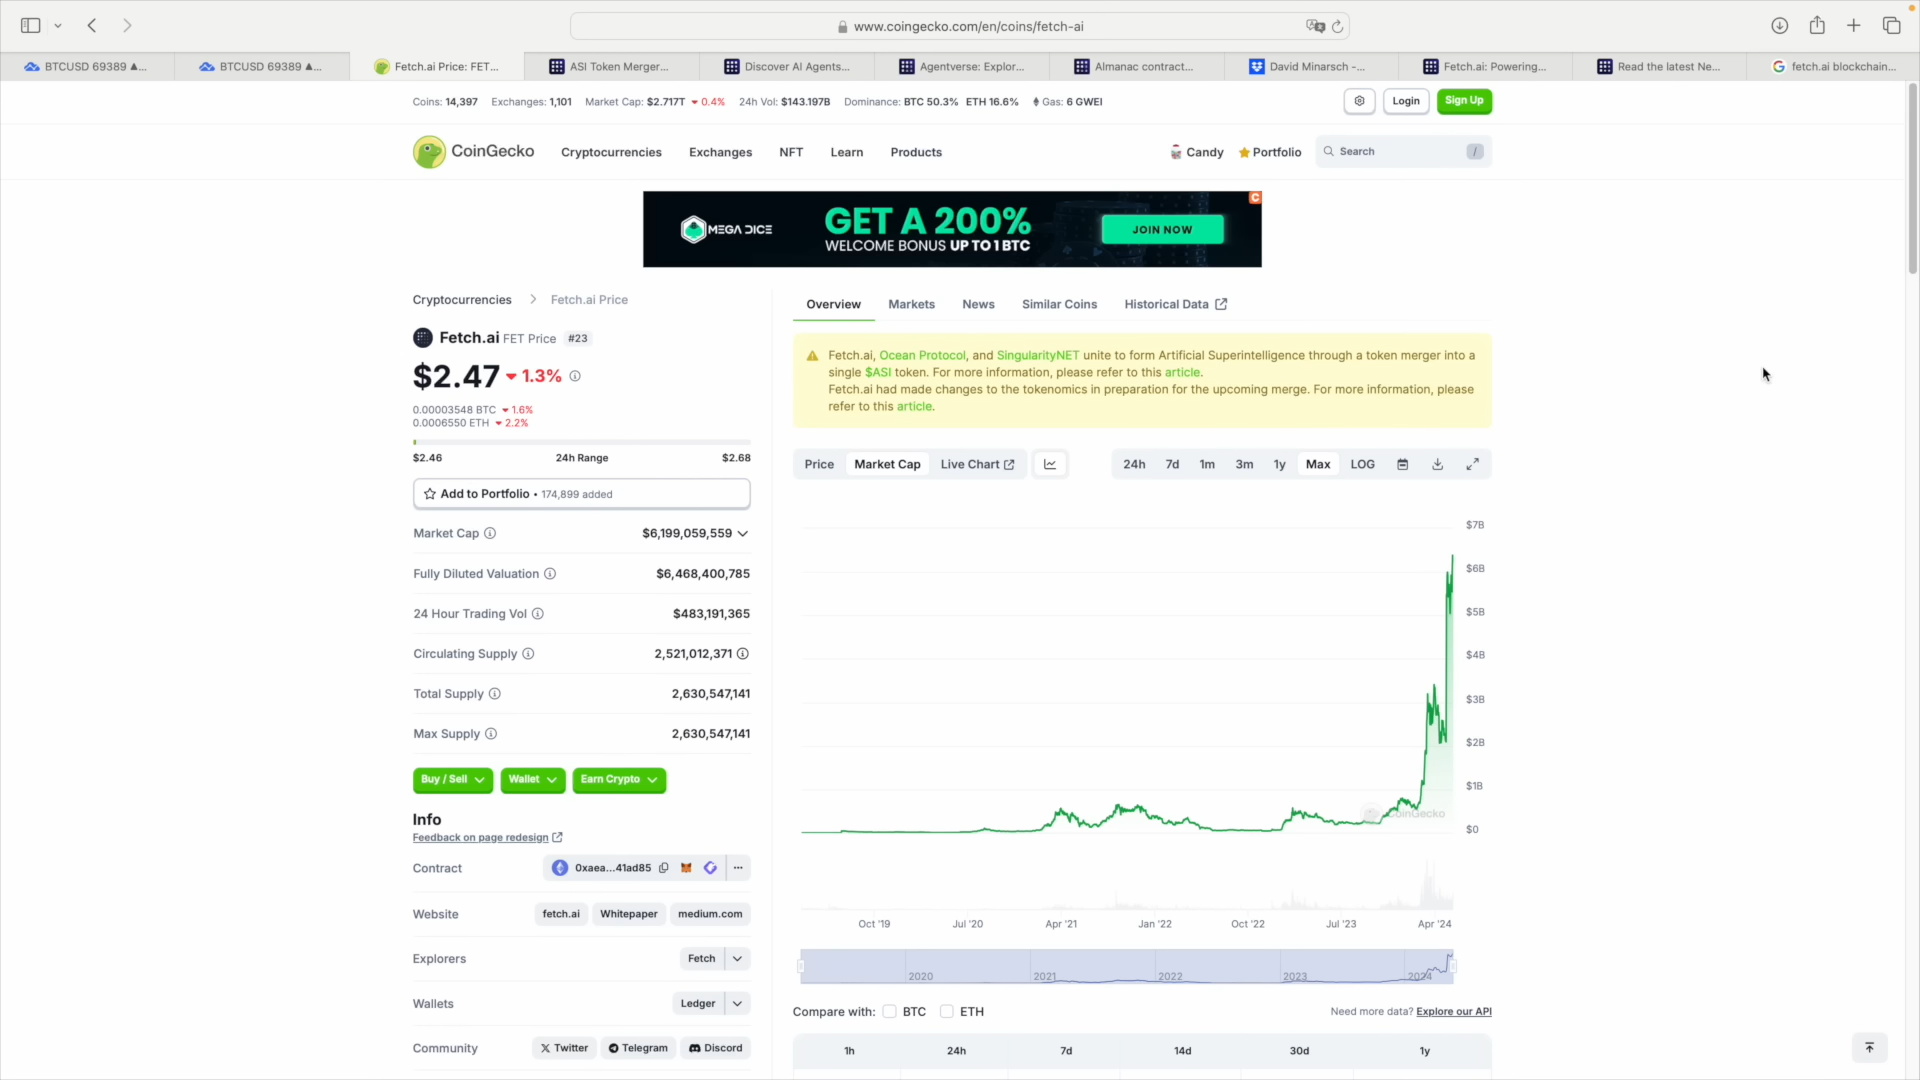 www.coingecko.com/en/coins/fetch-ai
BTCUSD 69389 ▲...
BTCUSD 69389 ▲...
Fetch.ai Price: FET...
ASI Token Merger...
Discover AI Agents...
Agentverse: Explor...
Almanac contract...
David Minarsch -...
Fetch.ai: Powering...
Read the latest Ne...
fetch.ai blockchain...
Coins: 14,397 Exchanges: 1,101 Market Cap: $2.717T ▼ 0.4% 24h Vol: $143.197B Dominance: BTC 50.3% ETH 16.6% Gas: 6 GWEI
Login
Sign Up
CoinGecko
Cryptocurrencies Exchanges NFT Learn Products
Candy Portfolio Search /
MEGA DICE
GET A 200%
WELCOME BONUS UP TO 1 BTC
JOIN NOW
C
Cryptocurrencies > Fetch.ai Price
Fetch.ai FET Price #23
$2.47 ▼ 1.3%
0.00003548 BTC ▼ 1.6%
0.0006550 ETH ▼ 2.2%
$2.46 24h Range $2.68
Add to Portfolio • 174,899 added
Market Cap $6,199,059,559
Fully Diluted Valuation $6,468,400,785
24 Hour Trading Vol $483,191,365
Circulating Supply 2,521,012,371
Total Supply 2,630,547,141
Max Supply 2,630,547,141
Buy / Sell Wallet Earn Crypto
Info
Feedback on page redesign
Contract 0xaea...41ad85 ...
Website fetch.ai Whitepaper medium.com
Explorers Fetch
Wallets Ledger
Community Twitter Telegram Discord
Overview Markets News Similar Coins Historical Data
Fetch.ai, Ocean Protocol, and SingularityNET unite to form Artificial Superintelligence through a token merger into a
single $ASI token. For more information, please refer to this article.
Fetch.ai had made changes to the tokenomics in preparation for the upcoming merge. For more information, please
refer to this article.
Price Market Cap Live Chart
24h 7d 1m 3m 1y Max LOG
$7B
$6B
$5B
$4B
$3B
$2B
$1B
$0
CoinGecko
Oct '19 Jul '20 Apr '21 Jan '22 Oct '22 Jul '23 Apr '24
2020 2021 2022 2023 2024
Compare with: BTC ETH
Need more data? Explore our API
1h 24h 7d 14d 30d 1y